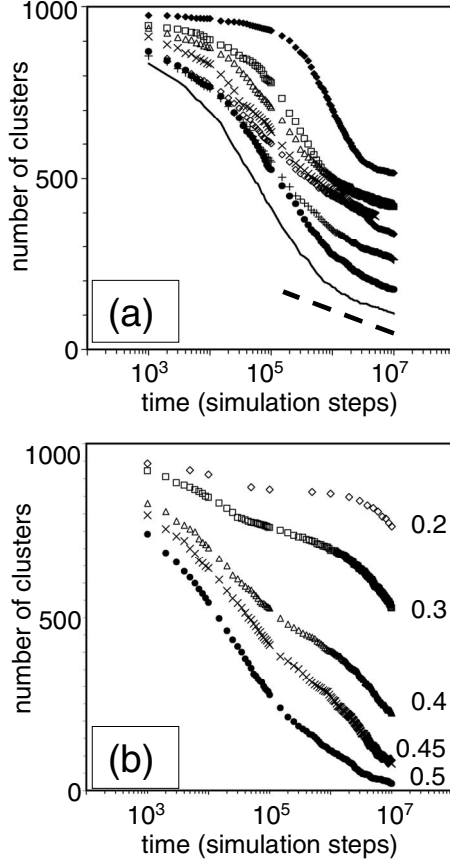 1000
500
0
number of clusters
(a)
10³ 10⁵ 10⁷
time (simulation steps)
1000
500
0
number of clusters
0.2
0.3
0.4
0.45
0.5
(b)
10³ 10⁵ 10⁷
time (simulation steps)